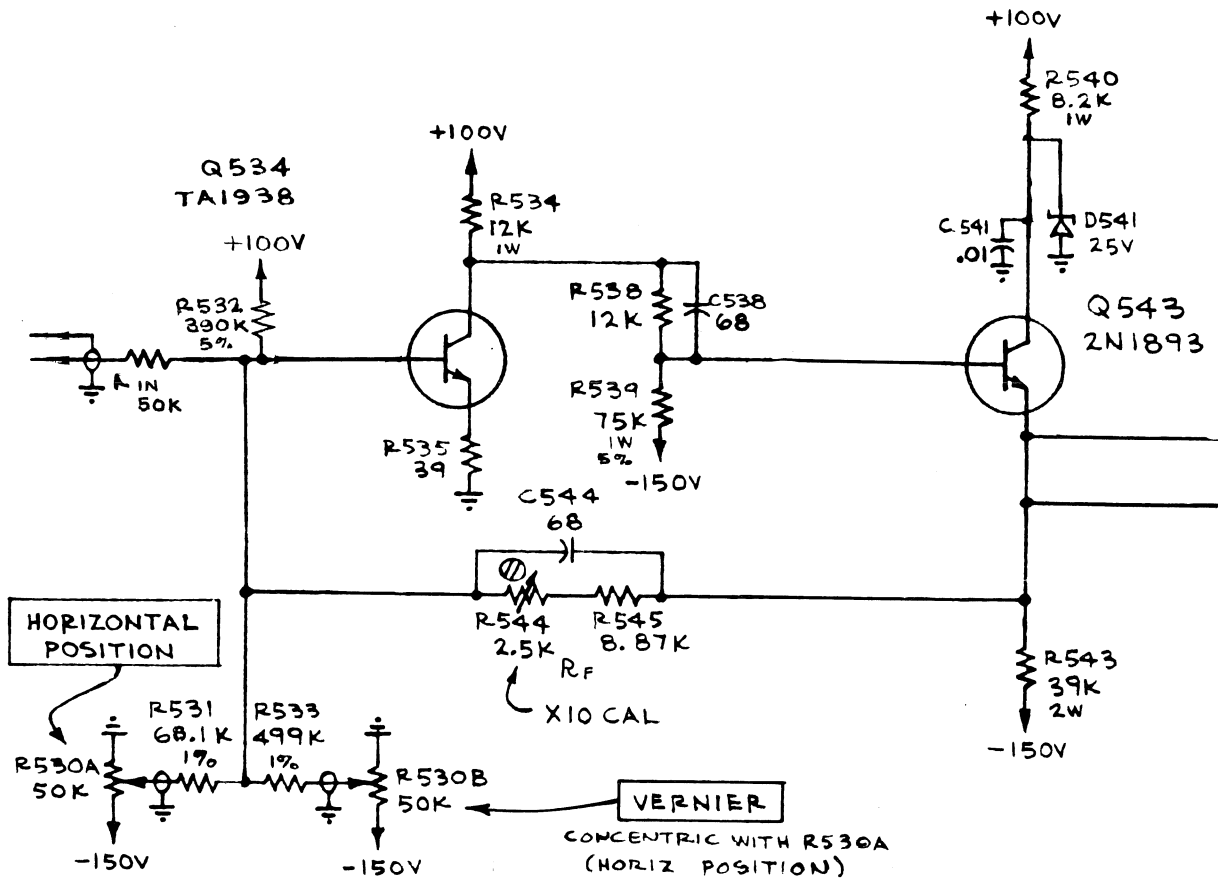 +100V
R540
8.2K
1W
+100V
Q534
TA1938
R534
12K
1W
+100V
C541
.01
D541
25V
R532
390K
5%
R538
12K
C538
68
Q543
2N1893
R IN
50K
R539
75K
1W
5%
-150V
R535
39
C544
68
HORIZONTAL
POSITION
R544
2.5K
R545
8.87K
RF
R543
39K
2W
X10 CAL
R531
68.1K
1%
R533
499K
1%
-150V
R530A
50K
R530B
50K
VERNIER
-150V
-150V
CONCENTRIC WITH R530A
(HORIZ POSITION)